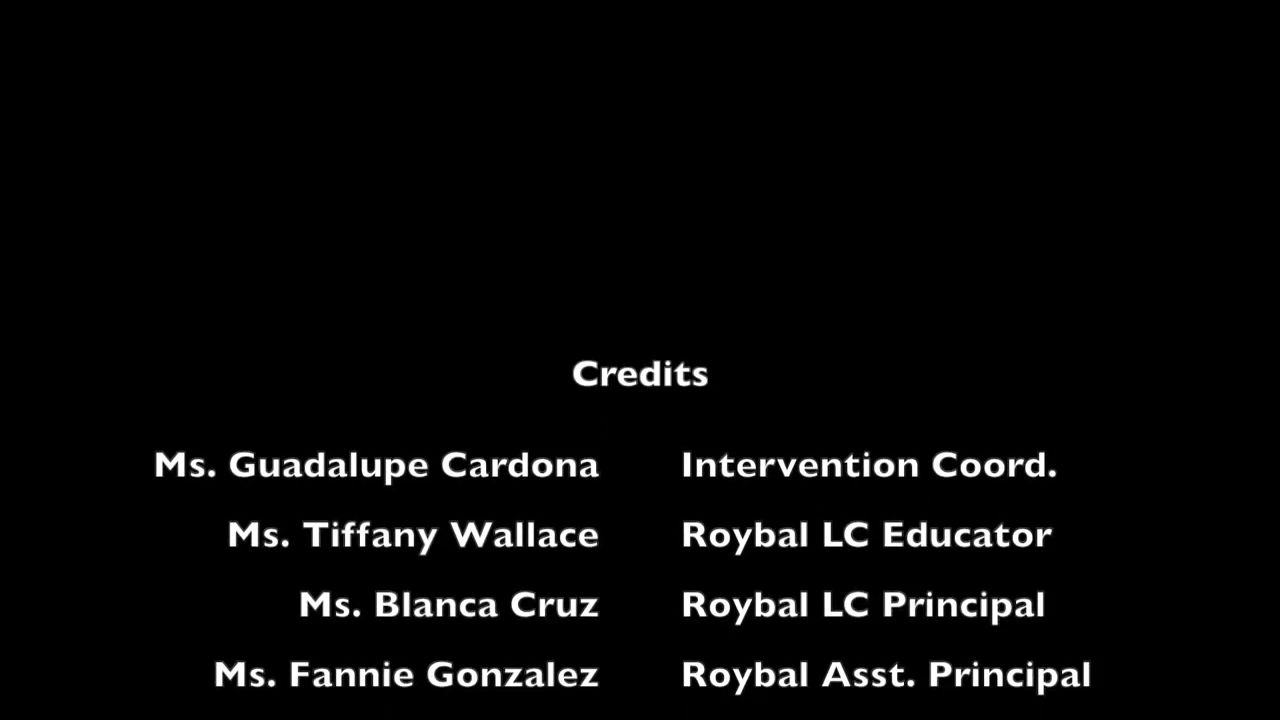 Credits
Ms. Guadalupe Cardona Intervention Coord.
Ms. Tiffany Wallace Roybal LC Educator
Ms. Blanca Cruz Roybal LC Principal
Ms. Fannie Gonzalez Roybal Asst. Principal